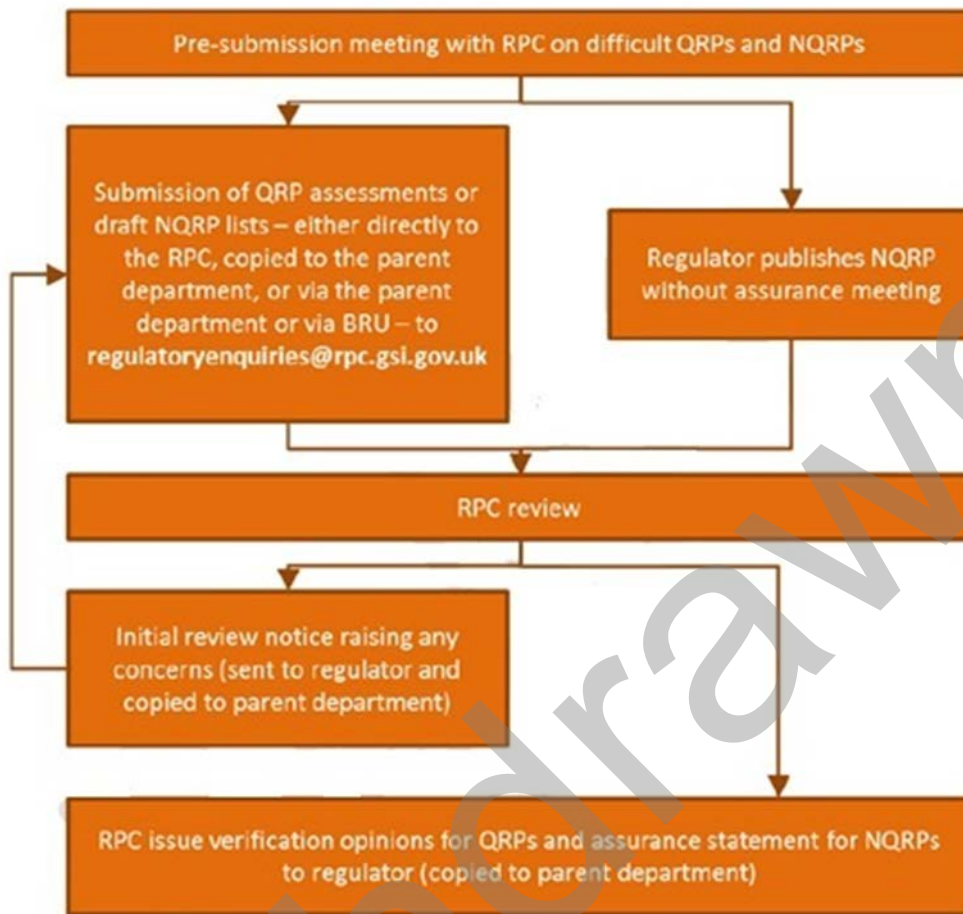 Pre-submission meeting with RPC on difficult QRPs and NQRPs
Submission of QRP assessments or
draft NQRP lists – either directly to
the RPC, copied to the parent
department, or via the parent
department or via BRU – to
regulatoryenquiries@rpc.gsi.gov.uk
Regulator publishes NQRP
without assurance meeting
RPC review
Initial review notice raising any
concerns (sent to regulator and
copied to parent department)
RPC issue verification opinions for QRPs and assurance statement for NQRPs
to regulator (copied to parent department)